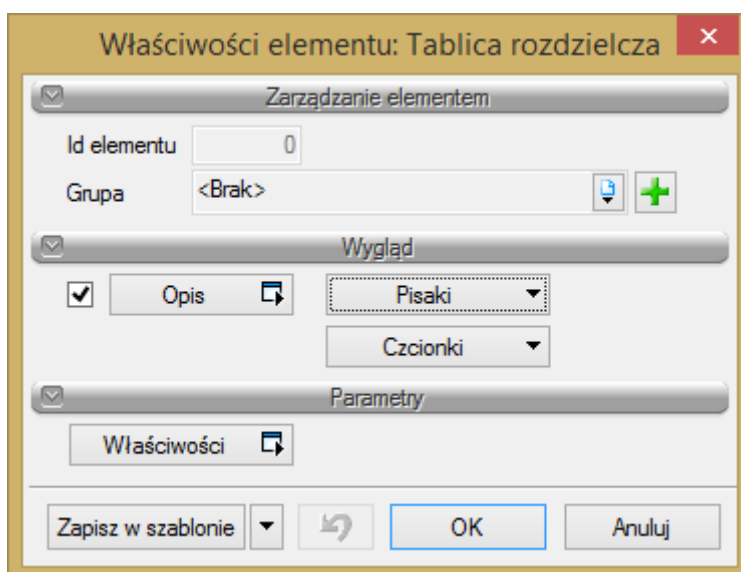 Właściwości elementu: Tablica rozdzielcza
Zarządzanie elementem
Id elementu 0
Grupa <Brak>
Wygląd
Opis Pisaki
Czcionki
Parametry
Właściwości
Zapisz w szablonie OK Anuluj